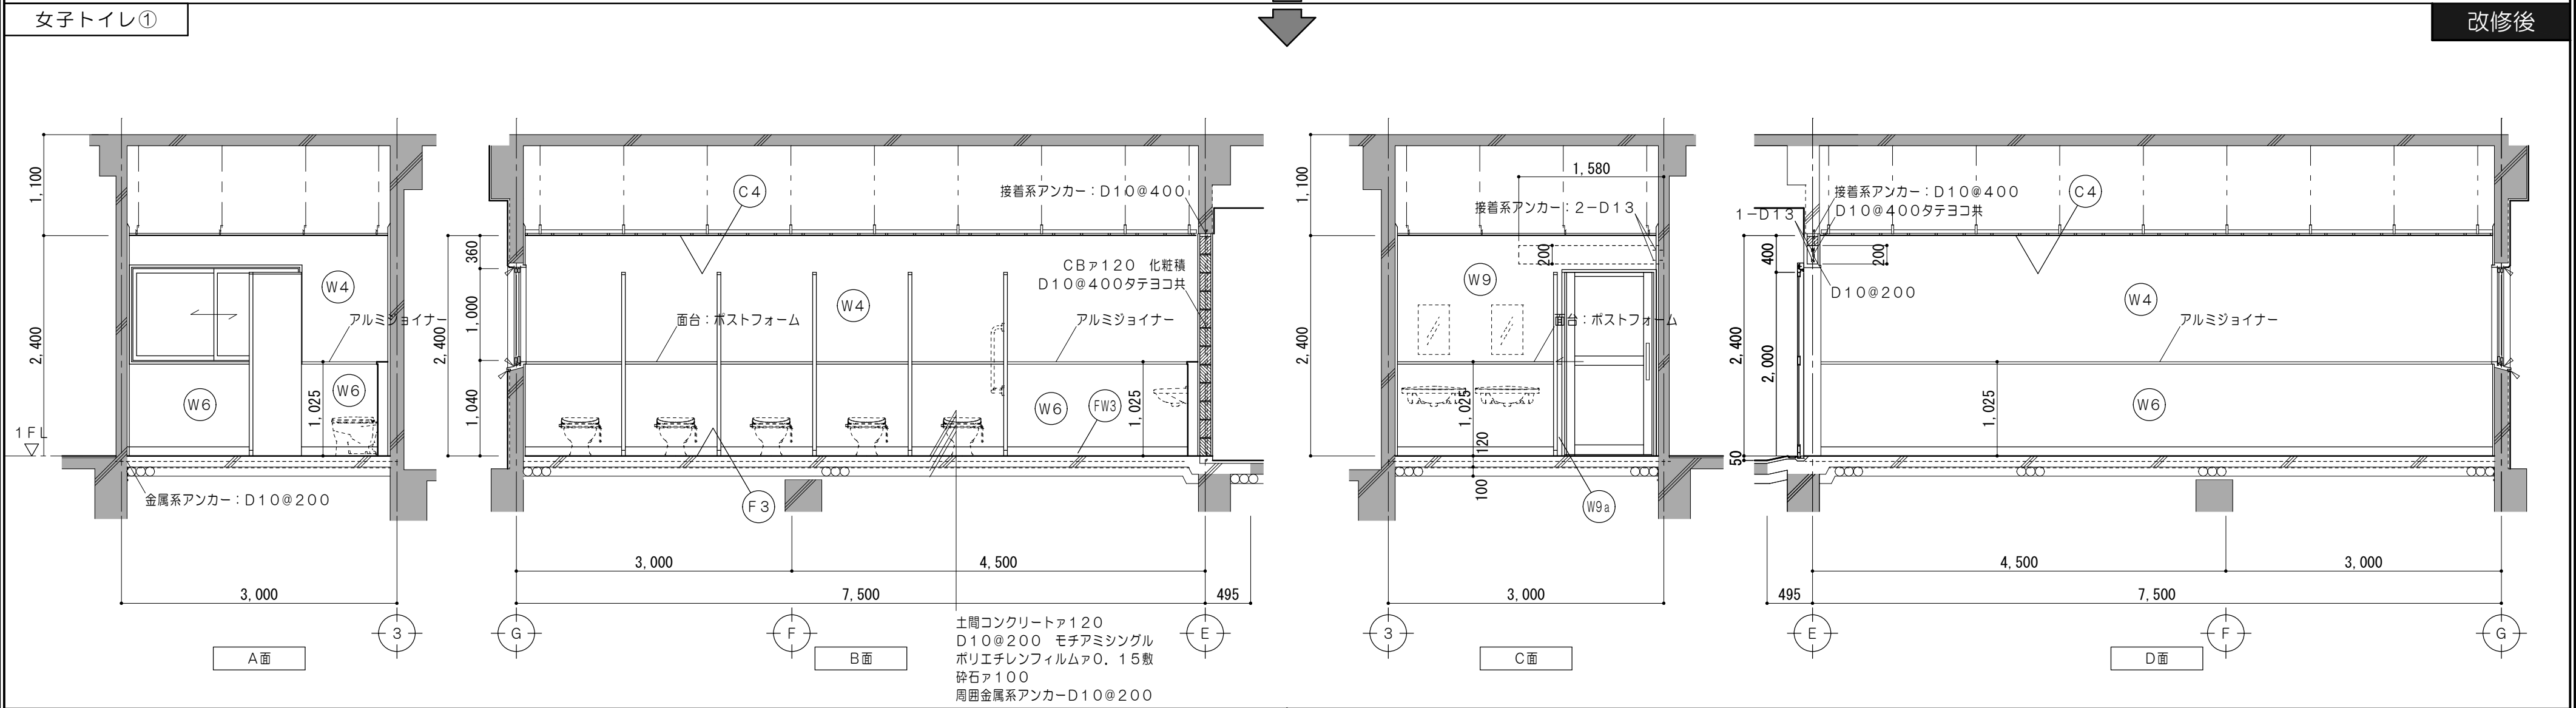 女子トイレ①
改修後
1,100
2,400
1FL
W4
アルミジョイナー
W6
W6
1,025
金属系アンカー:D10@200
3,000
3
A面
2,400
360
1,000
1,040
C4
接着系アンカー:D10@400
CBァ120 化粧積
D10@400タテヨコ共
W4
面台:ポストフォーム
アルミジョイナー
W6
FW3
1,025
F3
3,000
4,500
7,500
495
G
F
E
B面
土間コンクリートァ120
D10@200 モチアミシングル
ポリエチレンフィルムァ0.15敷
砕石ァ100
周囲金属系アンカーD10@200
1,100
2,400
1,580
接着系アンカー:2-D13
200
W9
面台:ポストフォーム
1,025
120
100
W9a
3,000
3
C面
接着系アンカー:D10@400
D10@400タテヨコ共
1-D13
C4
400
200
D10@200
2,400
2,000
50
W4
アルミジョイナー
1,025
W6
4,500
3,000
495
7,500
E
F
G
D面